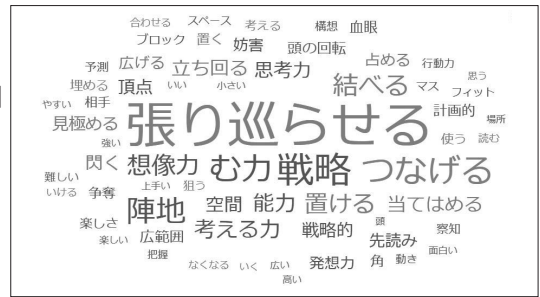 合わせる スペース 考える 構想 血眼
ブロック 置く 妨害 頭の回転
予測 広げる 立ち回る 思考力 占める 行動力
埋める 頂点 いい 小さい 結べる マス 思う フィット
やすい 相手 計画的
見極める 張り巡らせる 場所
強い 使う 読む
閃く 想像力 む力 戦略 つなげる
難しい 上手い 狙う
いける 争奪 陣地 空間 能力 置ける 当てはめる
楽しさ 考える力 戦略的 頭 察知
楽しい 広範囲 先読み 面白い
把握 なくなる いく 広い 発想力 角 動き
高い